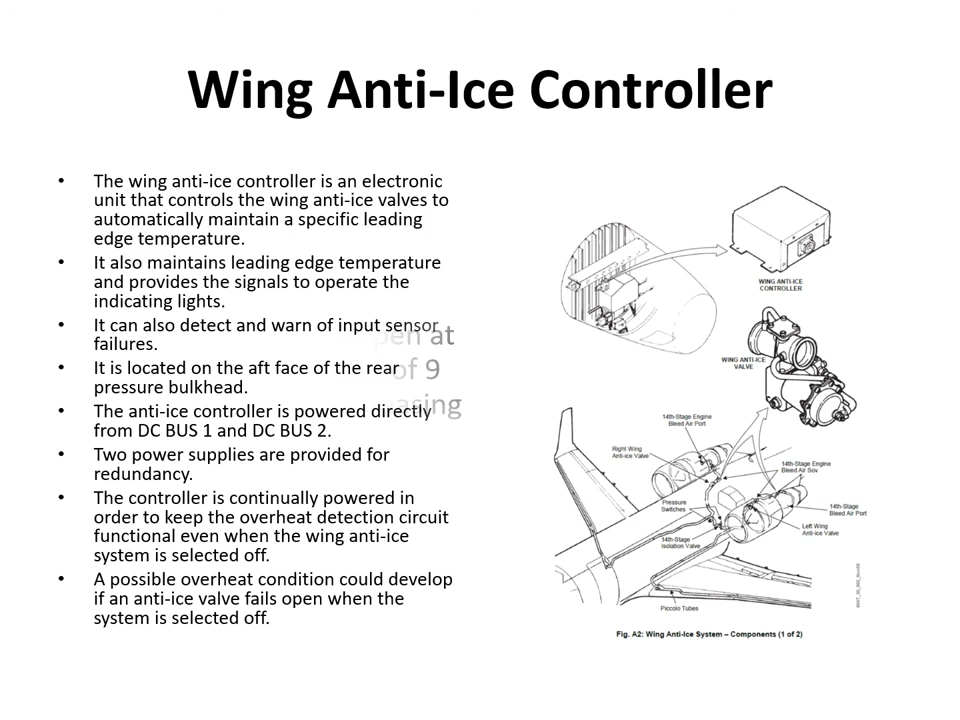 Wing Anti-Ice Controller
• The wing anti-ice controller is an electronic
unit that controls the wing anti-ice valves to
automatically maintain a specific leading
edge temperature.
• It also maintains leading edge temperature
and provides the signals to operate the
indicating lights.
• It can also detect and warn of input sensor
failures.
• It is located on the aft face of the rear
pressure bulkhead.
• The anti-ice controller is powered directly
from DC BUS 1 and DC BUS 2.
• Two power supplies are provided for
redundancy.
• The controller is continually powered in
order to keep the overheat detection circuit
functional even when the wing anti-ice
system is selected off.
• A possible overheat condition could develop
if an anti-ice valve fails open when the
system is selected off.
at
of 9
WING ANTI-ICE
CONTROLLER
WING ANTI-ICE
VALVE
14th-Stage Engine
Bleed Air Port
Right Wing
Anti-ice Valve
14th-Stage Engine
Bleed Air Sov
Pressure
Switches
14th-Stage
Bleed Air Port
Left Wing
Anti-ice Valve
14th-Stage
Isolation Valve
Piccolo Tubes
Fig. A2: Wing Anti-Ice System – Components (1 of 2)